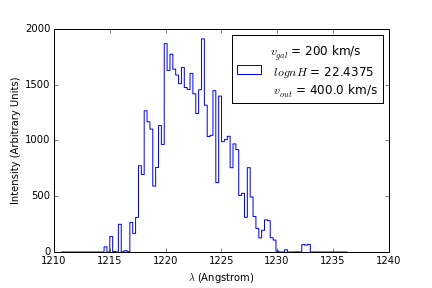 2000
1500
1000
500
0
1210
1215
1220
1225
1230
1235
1240
Intensity (Arbitrary Units)
λ (Angstrom)
v_gal = 200 km/s
lognH = 22.4375
v_out = 400.0 km/s